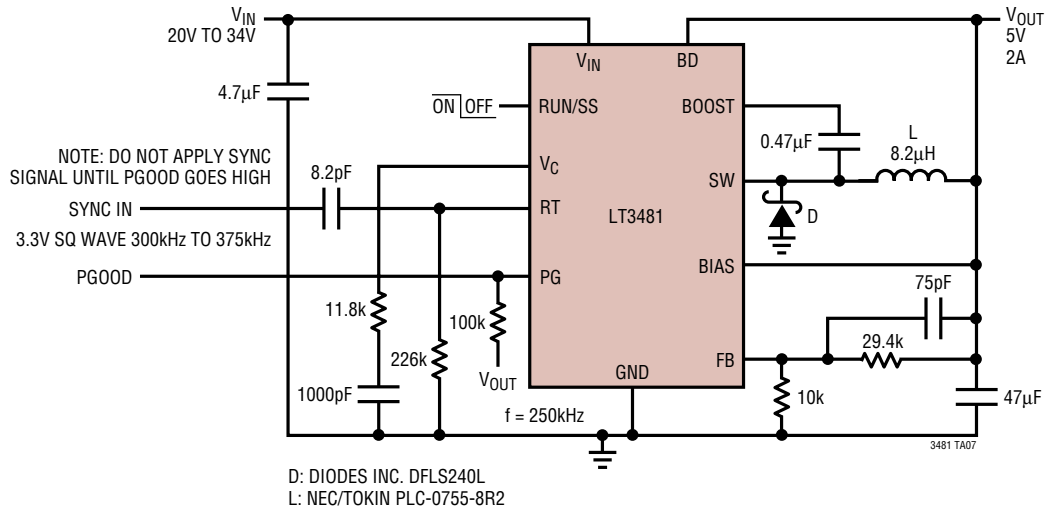 VIN
20V TO 34V
VOUT
5V
2A
4.7µF
VIN
BD
ON OFF
RUN/SS
BOOST
0.47µF
L
8.2µH
NOTE: DO NOT APPLY SYNC
SIGNAL UNTIL PGOOD GOES HIGH
8.2pF
VC
SW
SYNC IN
RT
LT3481
D
3.3V SQ WAVE 300kHz TO 375kHz
PGOOD
PG
BIAS
75pF
11.8k
100k
29.4k
226k
FB
VOUT
GND
1000pF
f = 250kHz
10k
47µF
3481 TA07
D: DIODES INC. DFLS240L
L: NEC/TOKIN PLC-0755-8R2